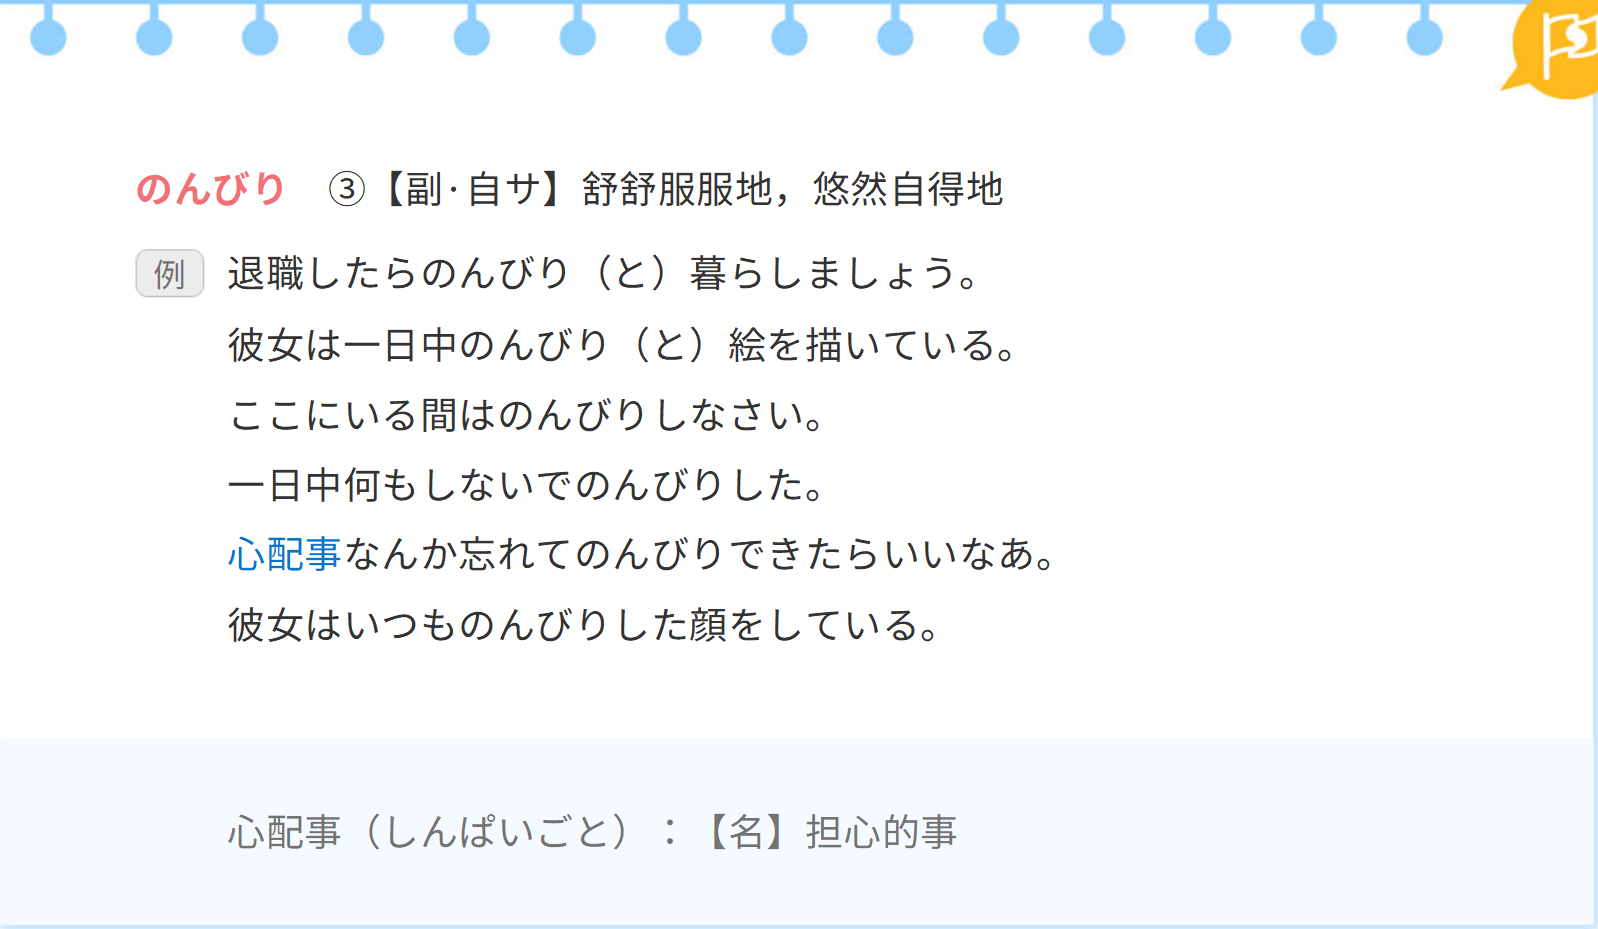 のんびり ③【副·自サ】舒舒服服地，悠然自得地
例 退職したらのんびり（と）暮らしましょう。
彼女は一日中のんびり（と）絵を描いている。
ここにいる間はのんびりしなさい。
一日中何もしないでのんびりした。
心配事なんか忘れてのんびりできたらいいなあ。
彼女はいつものんびりした顔をしている。
心配事（しんぱいごと）：【名】担心的事